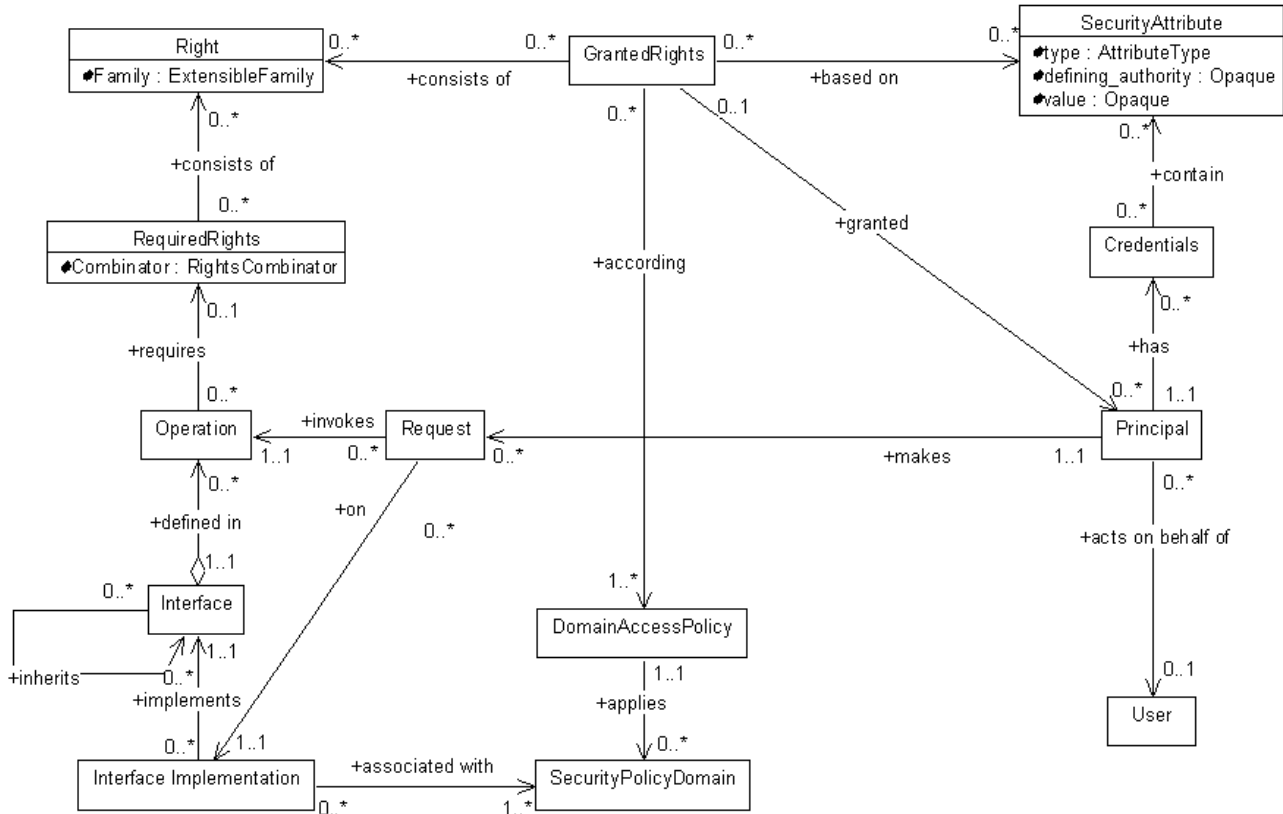 Right
Family : ExtensibleFamily
0..*
+consists of
0..*
GrantedRights
0..*
+based on
0..*
SecurityAttribute
type : AttributeType
defining_authority : Opaque
value : Opaque
0..*
+consists of
0..*
0..*
0..1
0..*
+contain
0..*
RequiredRights
Combinator : RightsCombinator
+according
+granted
Credentials
0..1
+requires
0..*
0..*
+has
1..1
Operation
1..1
+invokes
0..*
Request
0..*
+makes
1..1
0..*
Principal
0..*
0..*
+defined in
1..1
+on
0..*
+acts on behalf of
0..1
User
0..*
Interface
+inherits
0..*
1..1
+implements
0..*
1..*
DomainAccessPolicy
1..1
+applies
0..*
1..1
Interface Implementation
0..*
+associated with
1..*
SecurityPolicyDomain